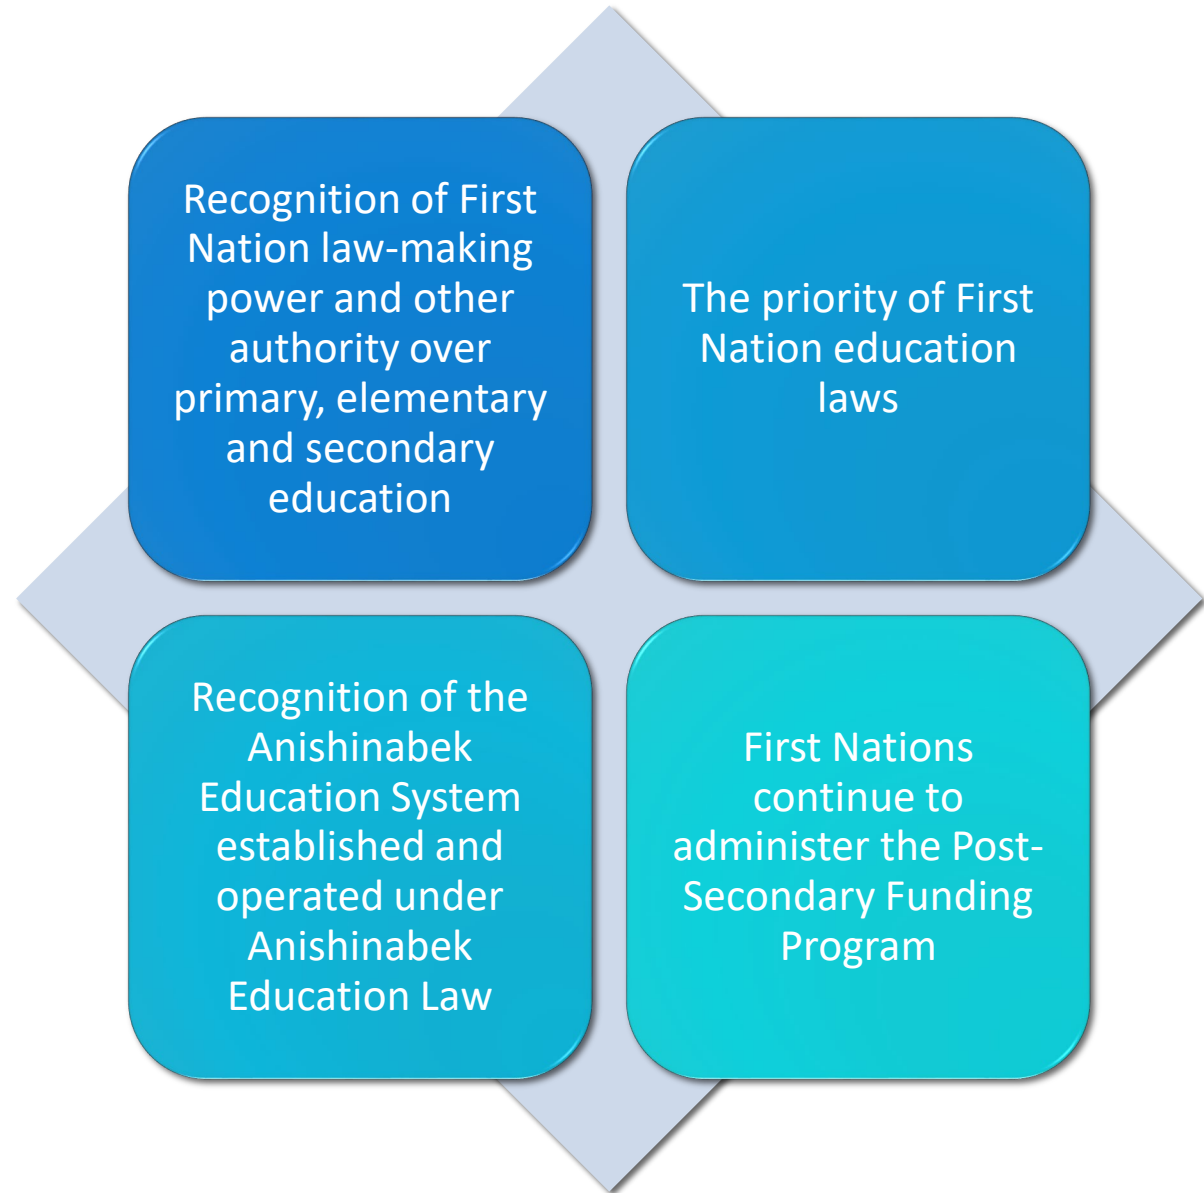 Recognition of First
Nation law-making
power and other
authority over
primary, elementary
and secondary
education
The priority of First
Nation education
laws
Recognition of the
Anishinabek
Education System
established and
operated under
Anishinabek
Education Law
First Nations
continue to
administer the Post-
Secondary Funding
Program